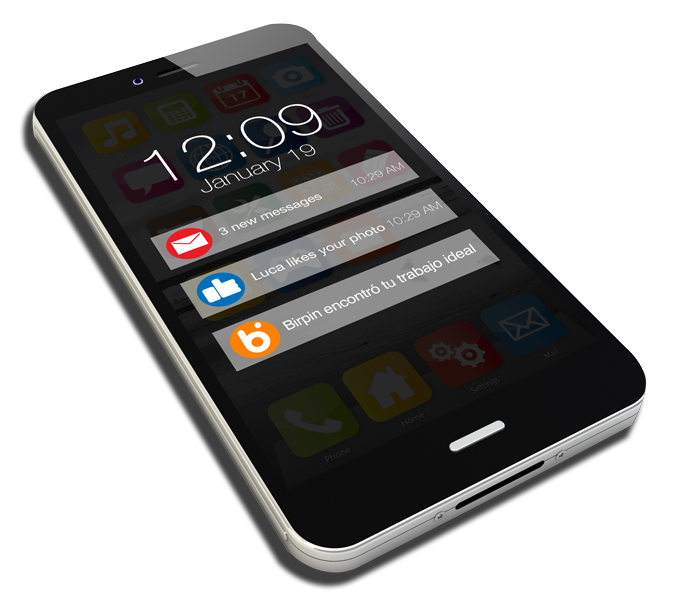 17
12:09
January 19
3 new messages 10:29 AM
Luca likes your photo 10:29 AM
b Birpin encontró tu trabajo ideal
Phone
Home
Settings
Mail